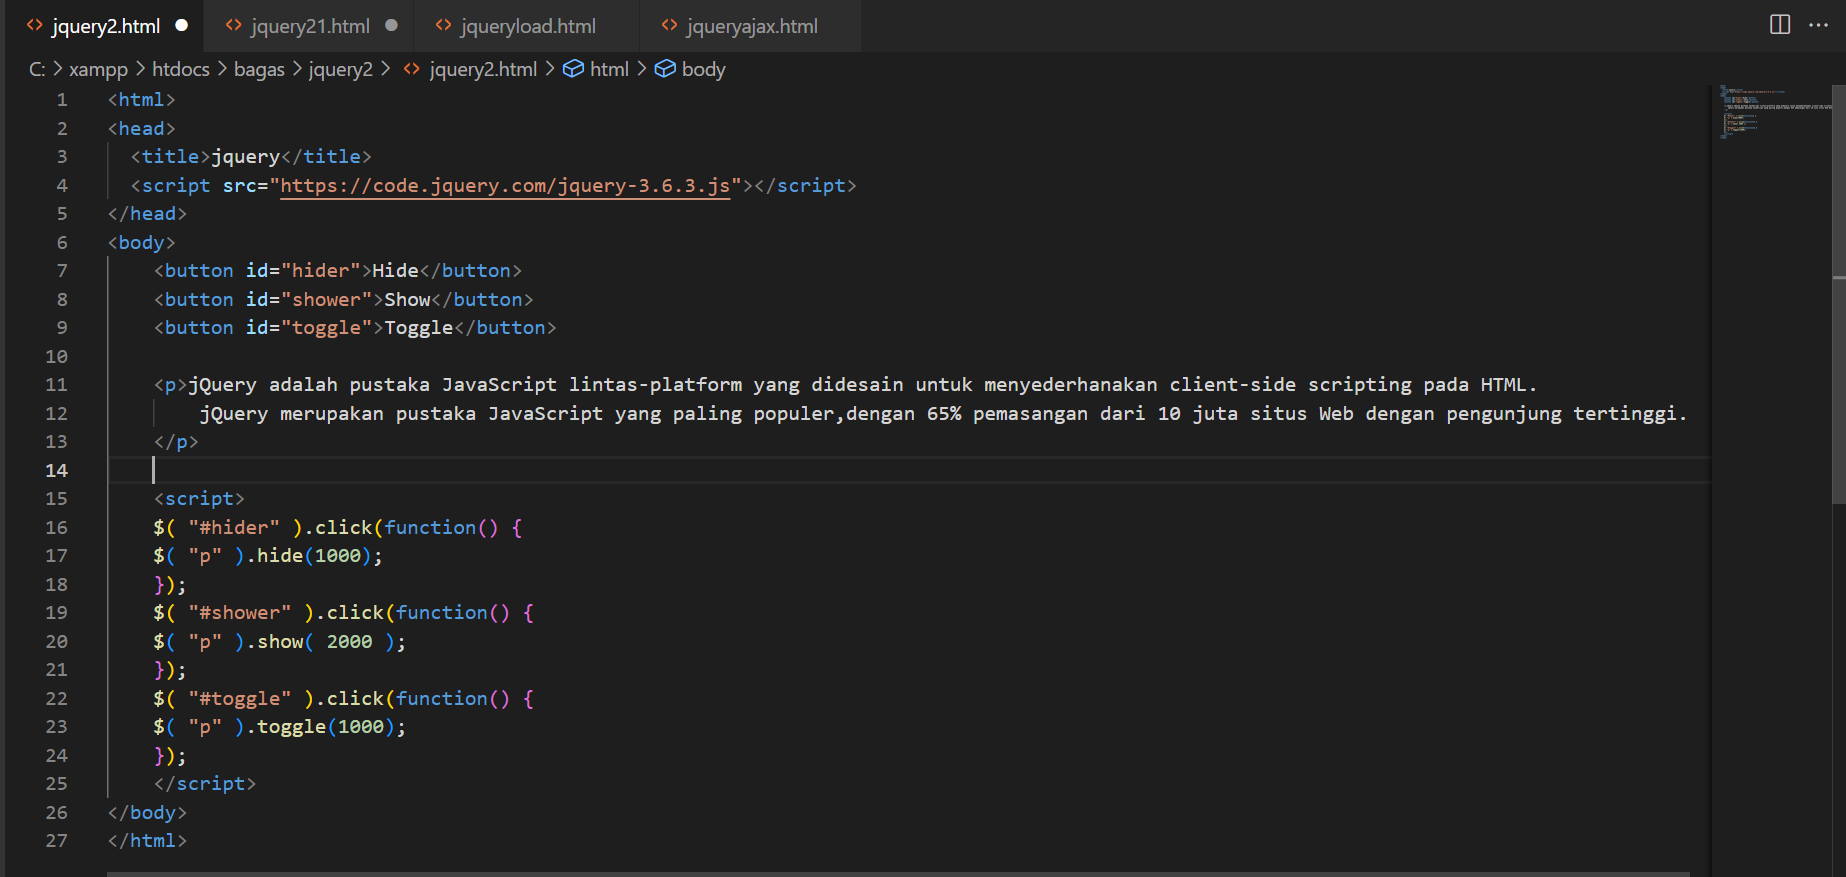 jquery2.html jquery21.html jqueryload.html jqueryajax.html
C: > xampp > htdocs > bagas > jquery2 > jquery2.html > html > body
1 <html>
2 <head>
3 <title>jquery</title>
4 <script src="https://code.jquery.com/jquery-3.6.3.js"></script>
5 </head>
6 <body>
7 <button id="hider">Hide</button>
8 <button id="shower">Show</button>
9 <button id="toggle">Toggle</button>
10
11 <p>jQuery adalah pustaka JavaScript lintas-platform yang didesain untuk menyederhanakan client-side scripting pada HTML.
12 jQuery merupakan pustaka JavaScript yang paling populer,dengan 65% pemasangan dari 10 juta situs Web dengan pengunjung tertinggi.
13 </p>
14
15 <script>
16 $( "#hider" ).click(function() {
17 $( "p" ).hide(1000);
18 });
19 $( "#shower" ).click(function() {
20 $( "p" ).show( 2000 );
21 });
22 $( "#toggle" ).click(function() {
23 $( "p" ).toggle(1000);
24 });
25 </script>
26 </body>
27 </html>